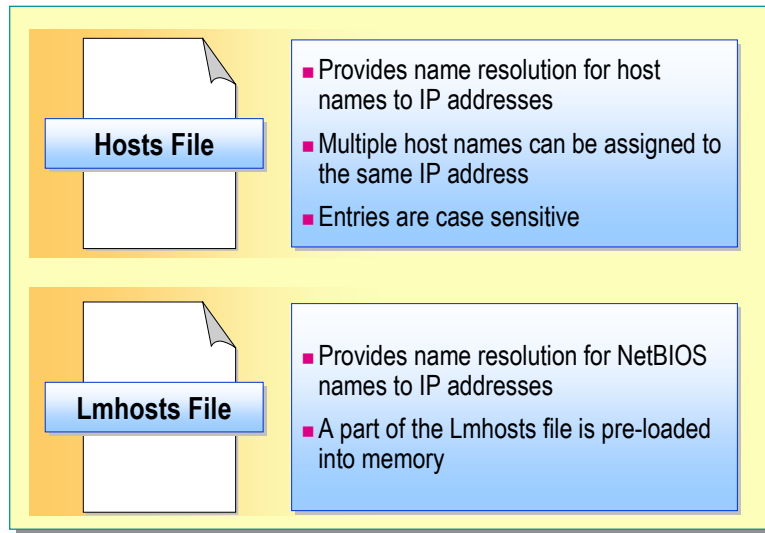 Hosts File
■ Provides name resolution for host
names to IP addresses
■ Multiple host names can be assigned to
the same IP address
■ Entries are case sensitive
Lmhosts File
■ Provides name resolution for NetBIOS
names to IP addresses
■ A part of the Lmhosts file is pre-loaded
into memory